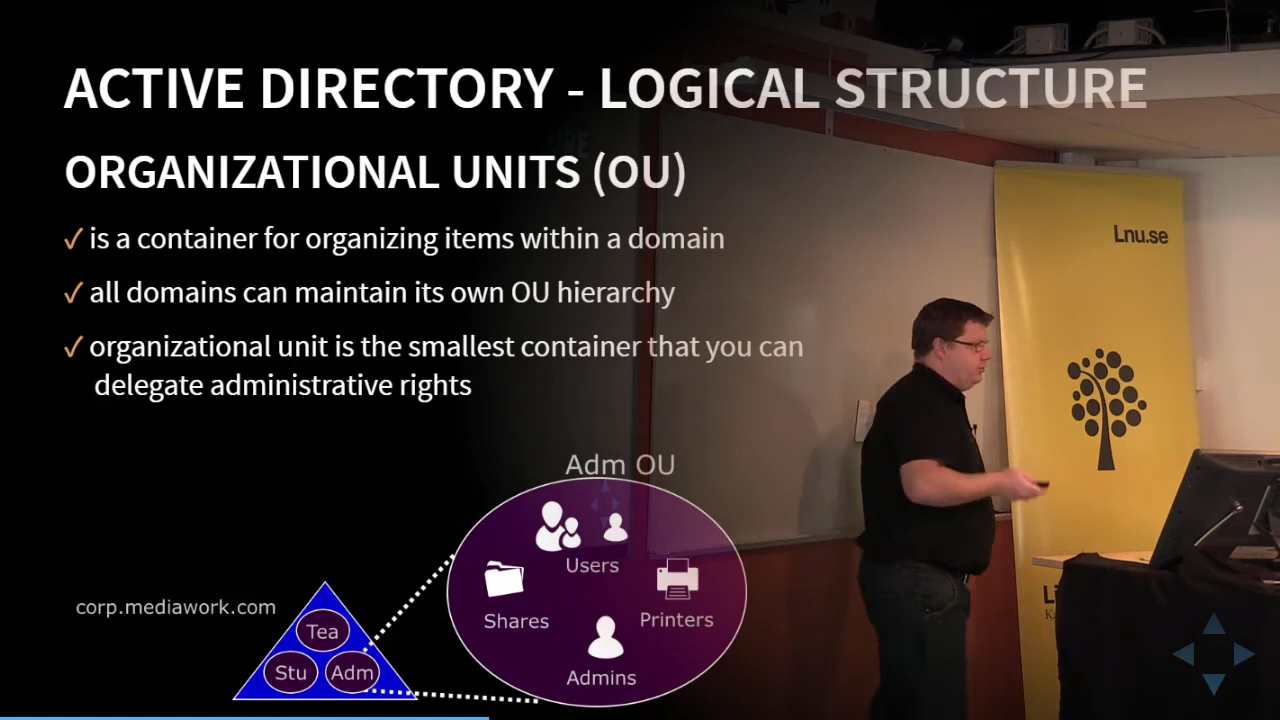 ACTIVE DIRECTORY - LOGICAL STRUCTURE
ORGANIZATIONAL UNITS (OU)
✓ is a container for organizing items within a domain
✓ all domains can maintain its own OU hierarchy
✓ organizational unit is the smallest container that you can
delegate administrative rights
Lnu.se
Adm OU
Users
Shares
Printers
Admins
corp.mediawork.com
Tea
Stu
Adm